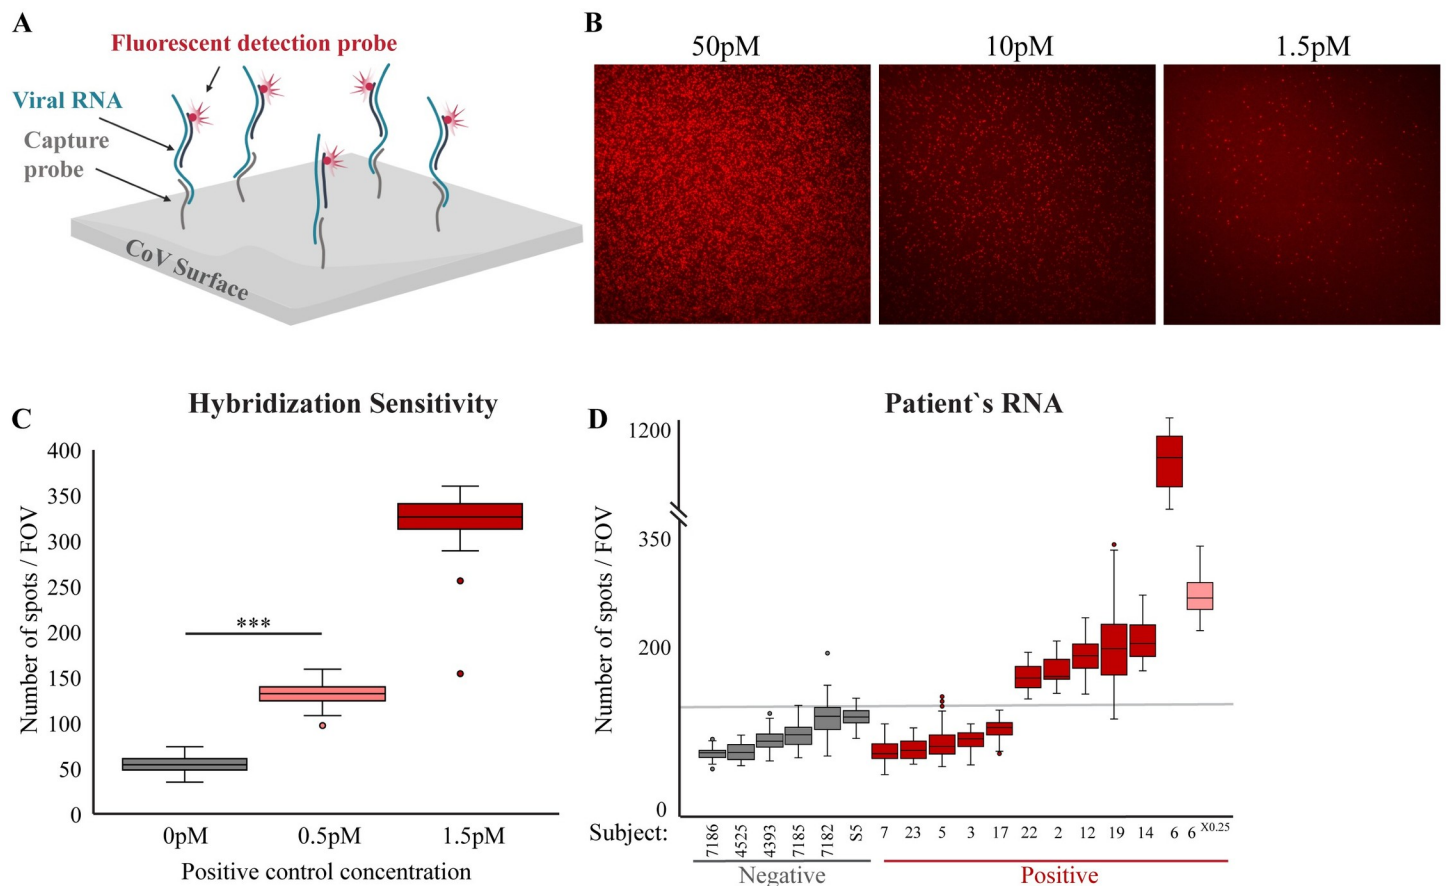 A
Fluorescent detection probe
Viral RNA
Capture
probe
CoV Surface
B
50pM
10pM
1.5pM
C
Hybridization Sensitivity
Number of spots / FOV
400
350
300
250
200
150
100
50
0
***
0pM
0.5pM
1.5pM
Positive control concentration
D
Patient`s RNA
Number of spots / FOV
1200
350
200
0
Subject:
7186
4525
4393
7185
7182
S5
7
23
5
3
17
22
2
12
19
14
6
6 X0.25
Negative
Positive